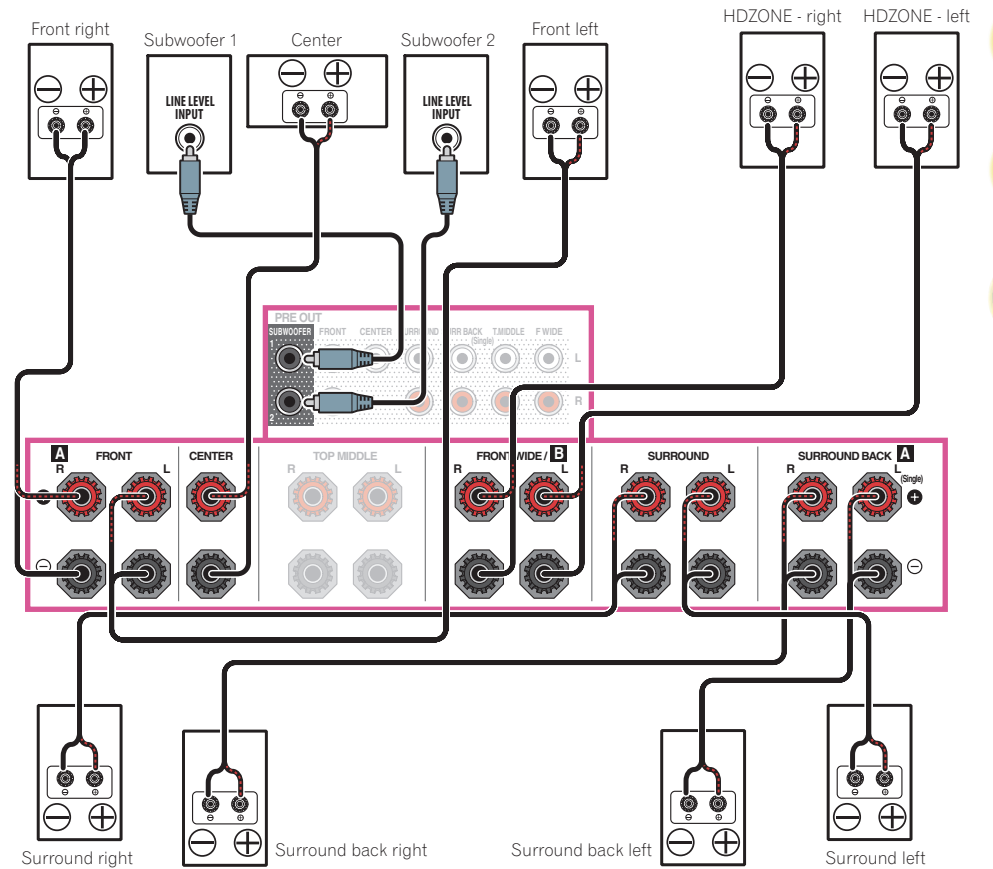 Front right
Subwoofer 1
Center
Subwoofer 2
Front left
HDZONE - right
HDZONE - left
LINE LEVEL
INPUT
LINE LEVEL
INPUT
PRE OUT
SUBWOOFER
FRONT
CENTER
SURROUND
SURR BACK
(Single)
T.MIDDLE
F WIDE
1
L
2
R
A
FRONT
R
L
CENTER
TOP MIDDLE
R
L
FRONT WIDE / B
R
L
SURROUND
R
L
SURROUND BACK A
R
L
(Single)
Surround right
Surround back right
Surround back left
Surround left